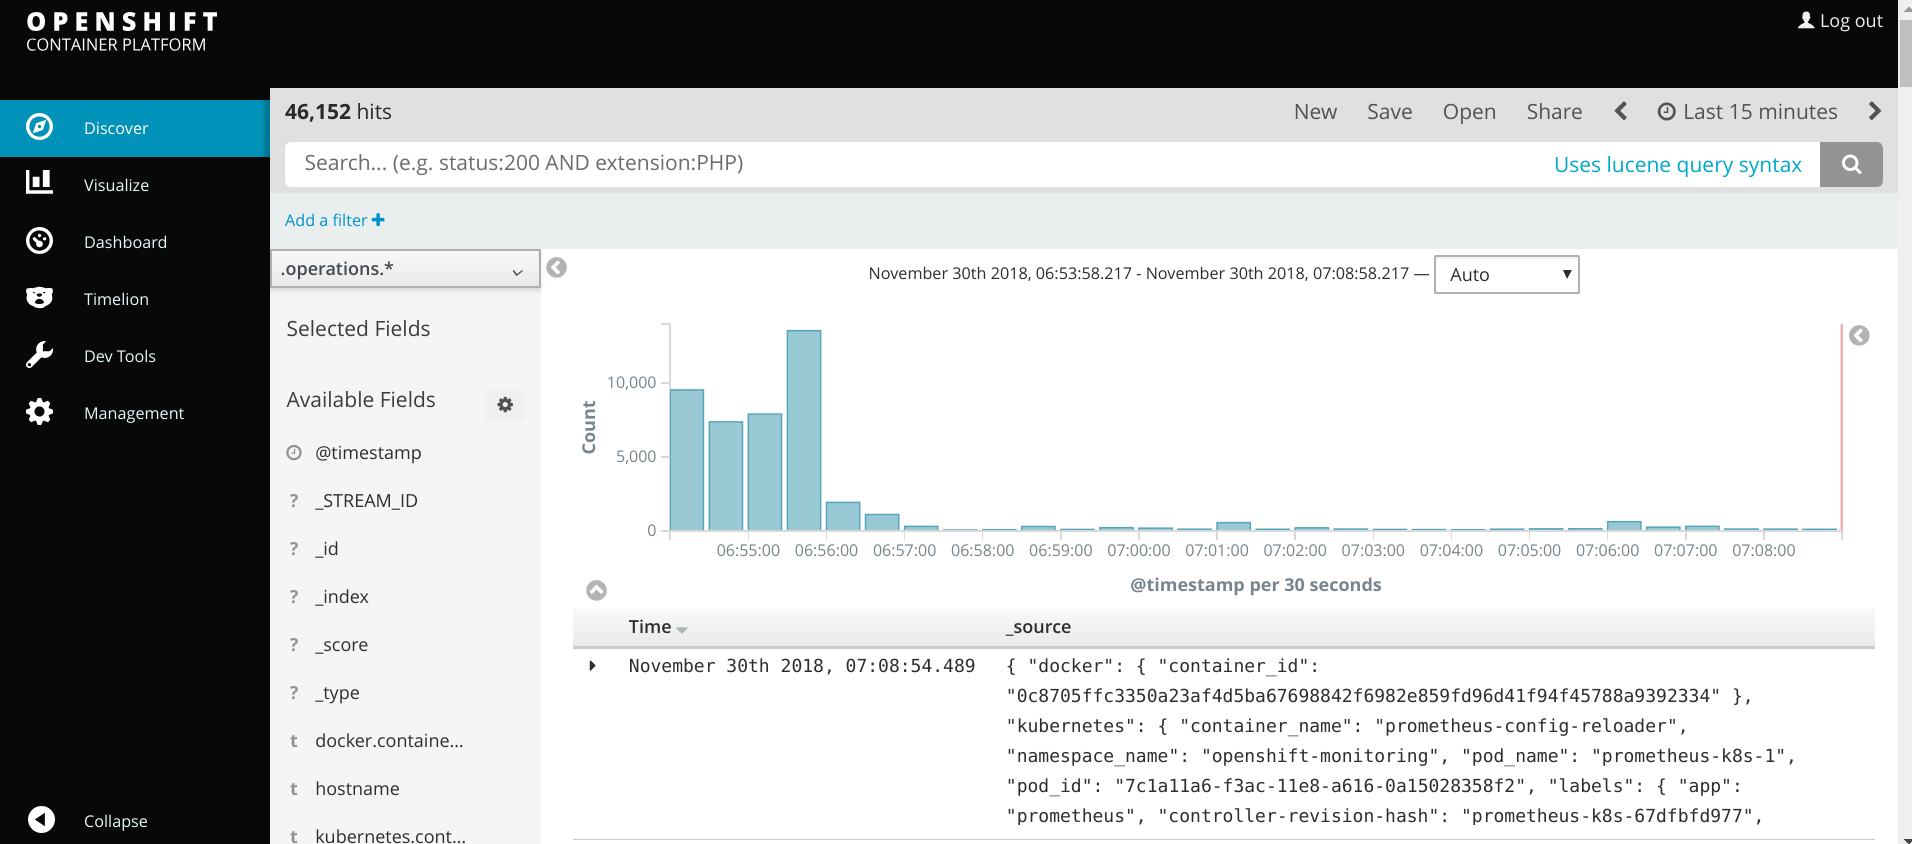 OPENSHIFT
CONTAINER PLATFORM
Log out
Discover
Visualize
Dashboard
Timelion
Dev Tools
Management
Collapse
46,152 hits
New Save Open Share Last 15 minutes
Search... (e.g. status:200 AND extension:PHP)
Uses lucene query syntax
Add a filter
.operations.*
Selected Fields
Available Fields
@timestamp
? _STREAM_ID
? _id
? _index
? _score
? _type
t docker.containe...
t hostname
t kubernetes.cont...
November 30th 2018, 06:53:58.217 - November 30th 2018, 07:08:58.217 — Auto
Count
10,000
5,000
0
06:55:00 06:56:00 06:57:00 06:58:00 06:59:00 07:00:00 07:01:00 07:02:00 07:03:00 07:04:00 07:05:00 07:06:00 07:07:00 07:08:00
@timestamp per 30 seconds
Time _source
November 30th 2018, 07:08:54.489 { "docker": { "container_id":
"0c8705ffc3350a23af4d5ba67698842f6982e859fd96d41f94f45788a9392334" },
"kubernetes": { "container_name": "prometheus-config-reloader",
"namespace_name": "openshift-monitoring", "pod_name": "prometheus-k8s-1",
"pod_id": "7c1a11a6-f3ac-11e8-a616-0a15028358f2", "labels": { "app":
"prometheus", "controller-revision-hash": "prometheus-k8s-67dfbfd977",